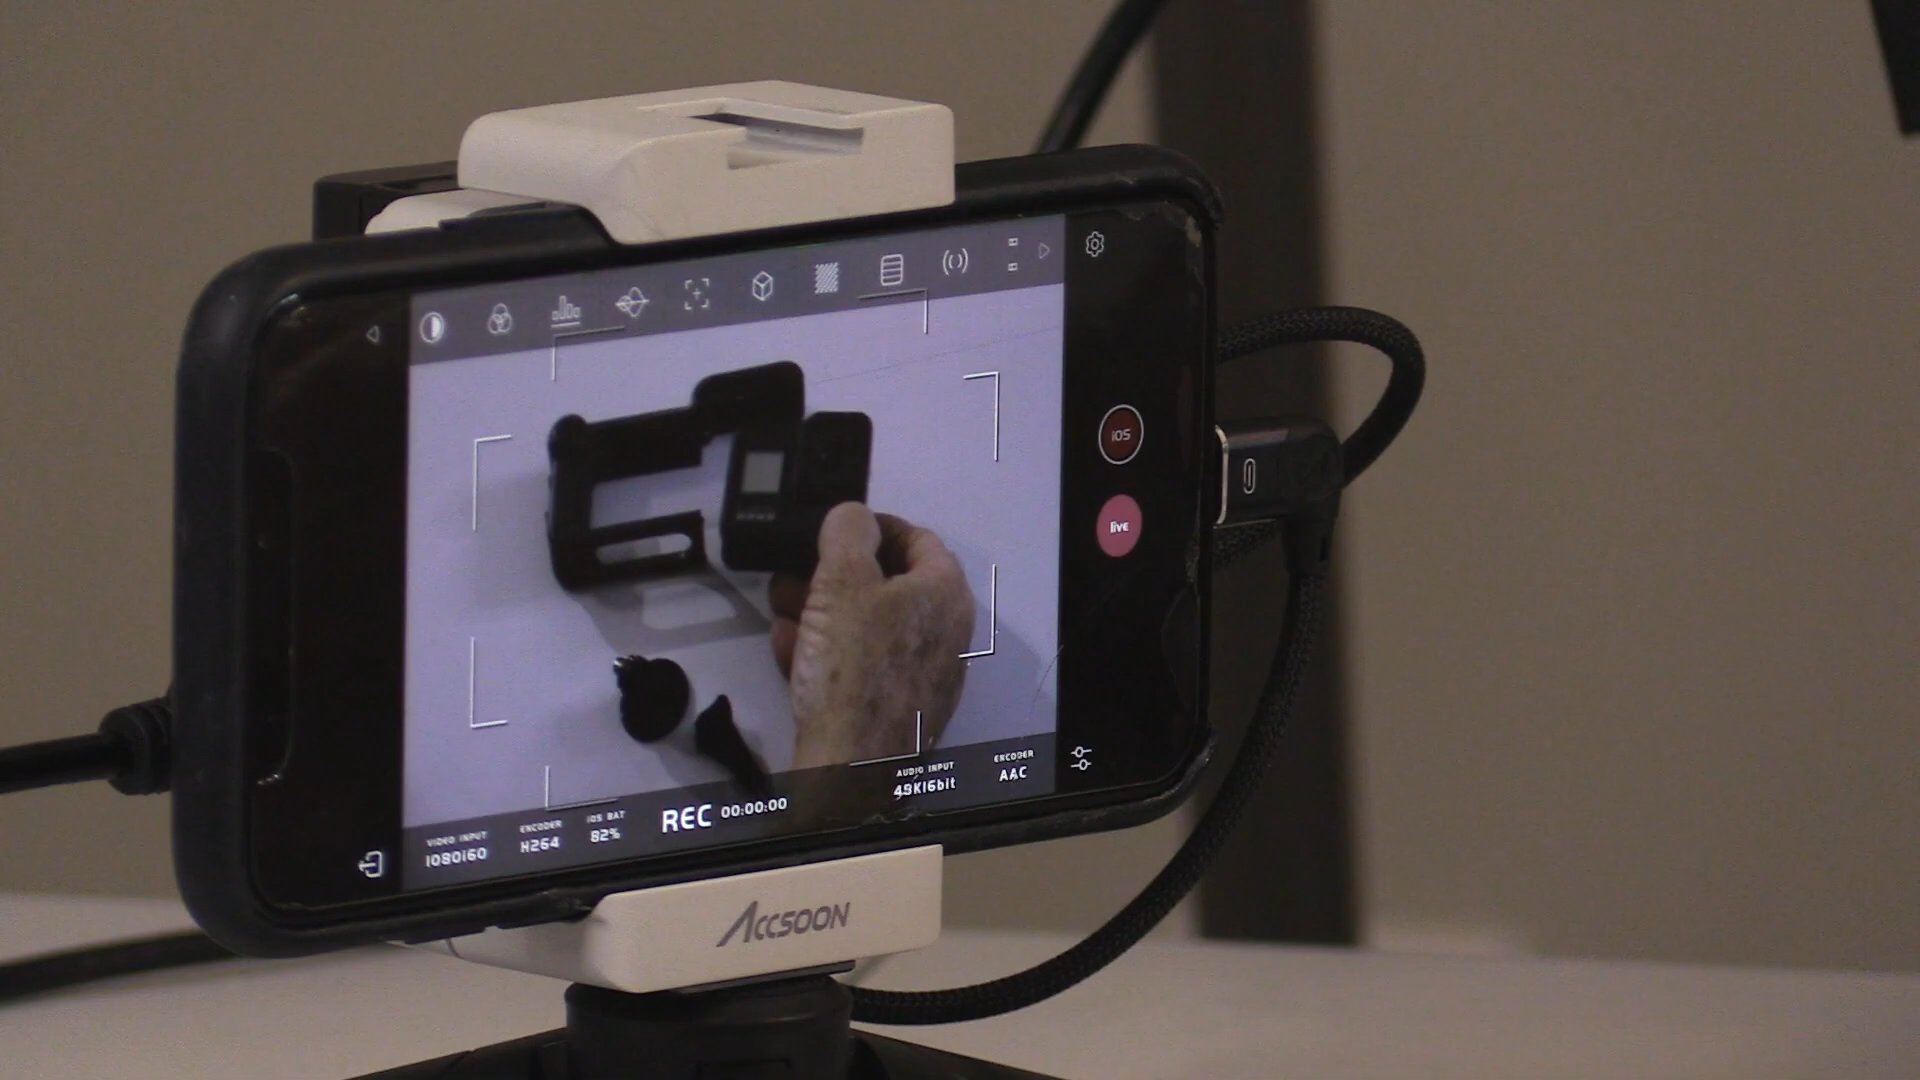 iOS
live
VIDEO INPUT
1080i60
ENCODER
H264
iOS BAT
82%
REC 00:00:00
AUDIO INPUT
48K16bit
ENCODER
AAC
ACCSOON